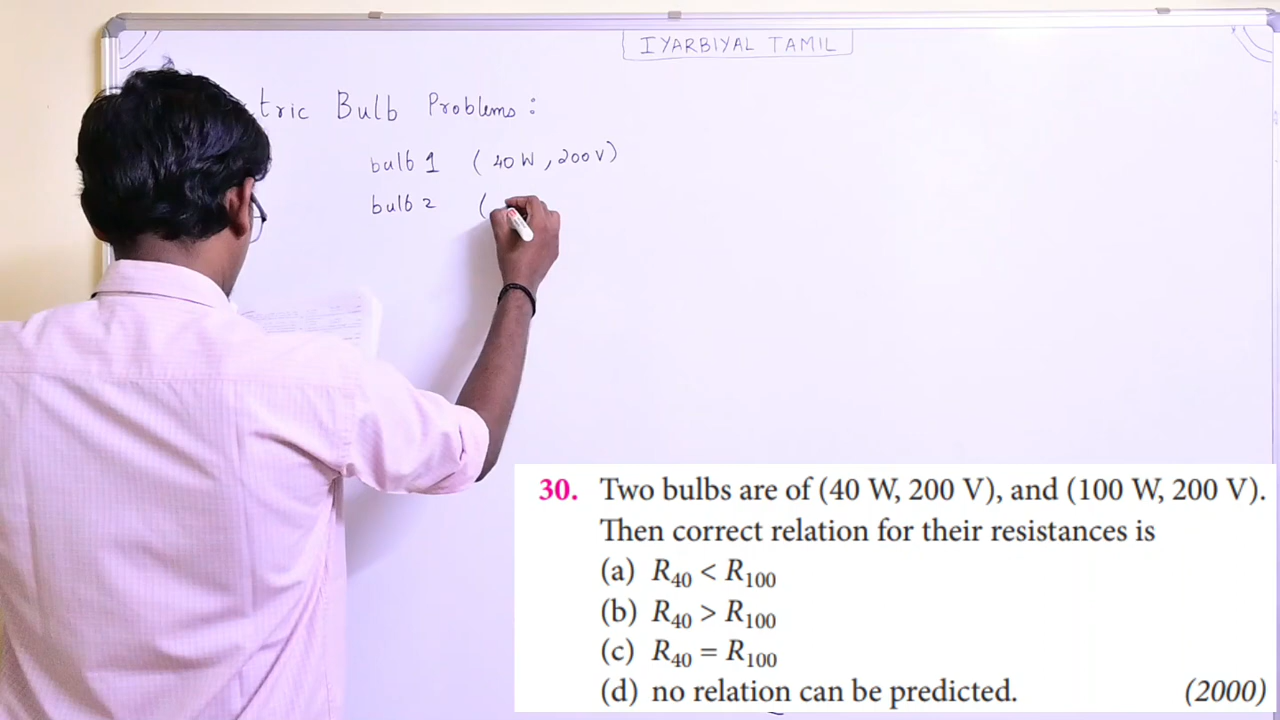 IYARBIYAL TAMIL
tric Bulb Problems :
bulb 1 ( 40 W , 200 V )
bulb 2 (
30. Two bulbs are of (40 W, 200 V), and (100 W, 200 V).
Then correct relation for their resistances is
(a) R40 < R100
(b) R40 > R100
(c) R40 = R100
(d) no relation can be predicted. (2000)